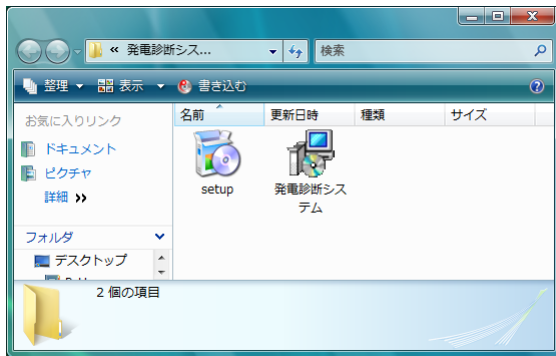 « 発電診断シス...
検索
整理 表示 書き込む
お気に入りリンク
ドキュメント
ピクチャ
詳細 »
フォルダ
デスクトップ
名前 更新日時 種類 サイズ
setup
発電診断シス
テム
2 個の項目